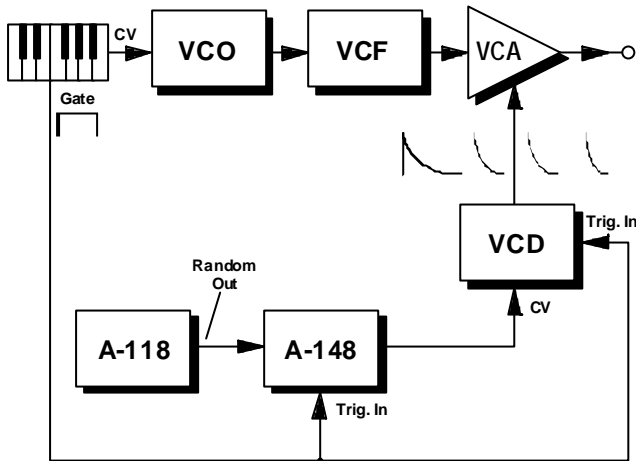 CV
VCO
VCF
VCA
Gate
Trig. In
VCD
Random
Out
CV
A-118
A-148
Trig. In